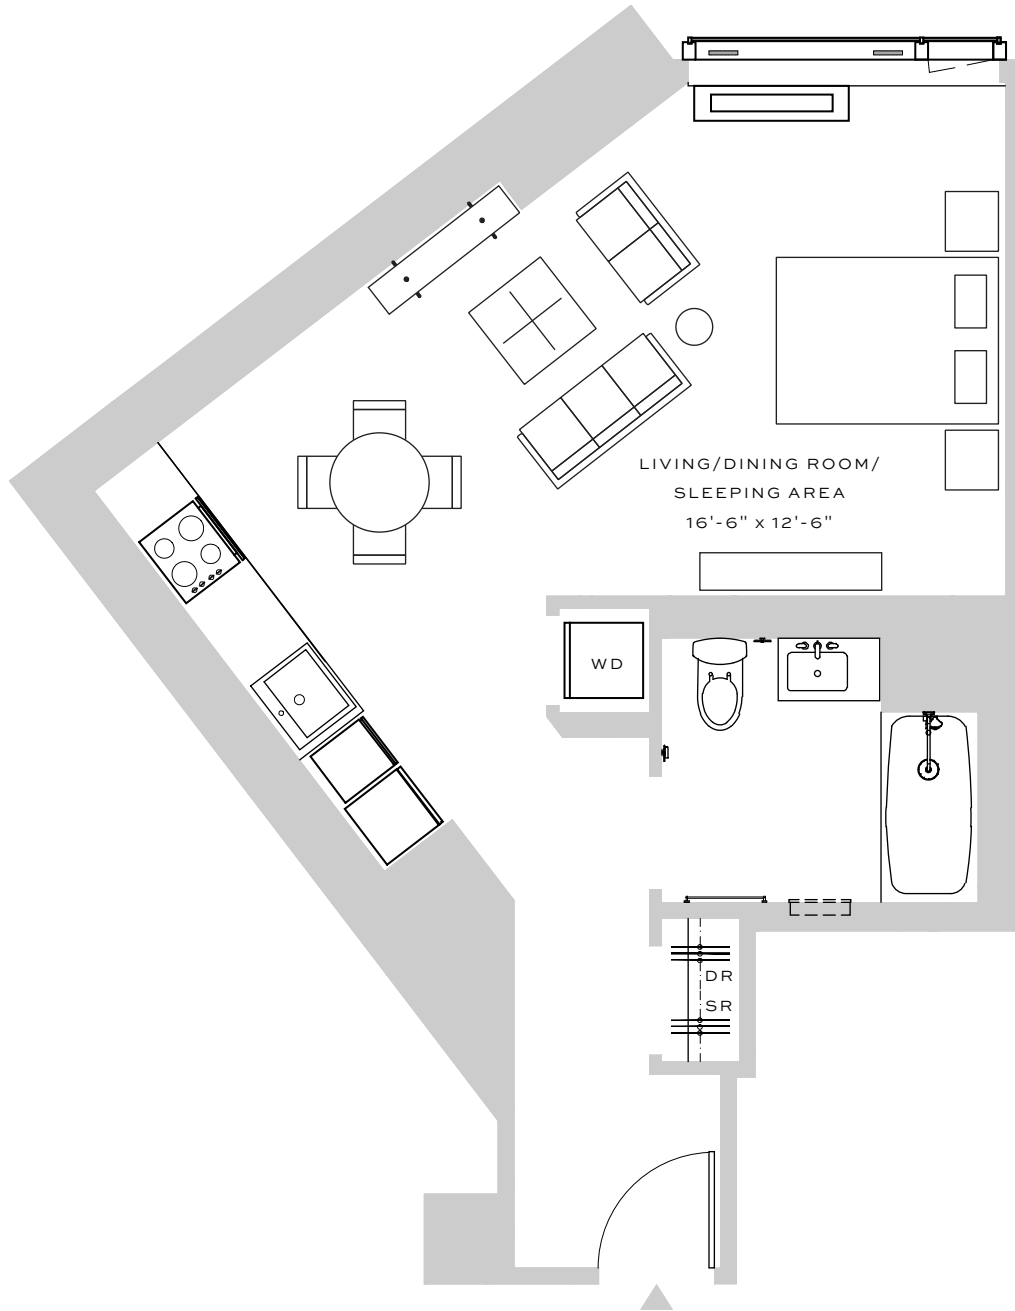 LIVING/DINING ROOM/
SLEEPING AREA
16'-6" x 12'-6"
WD
DR
SR